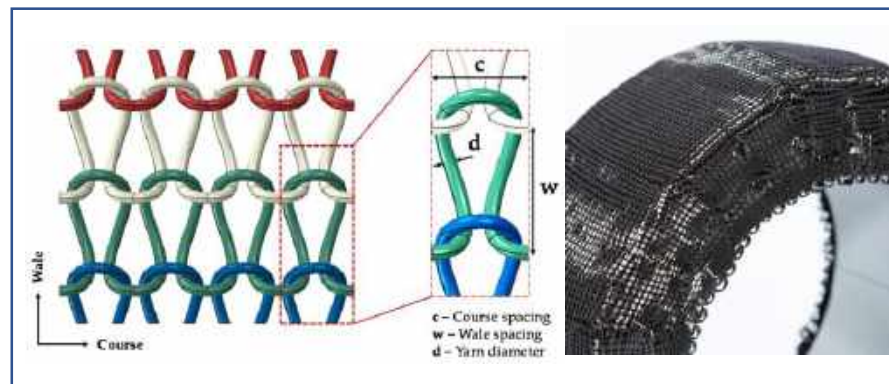 c
d
w
Wale
Course
c – Course spacing
w – Wale spacing
d – Yarn diameter